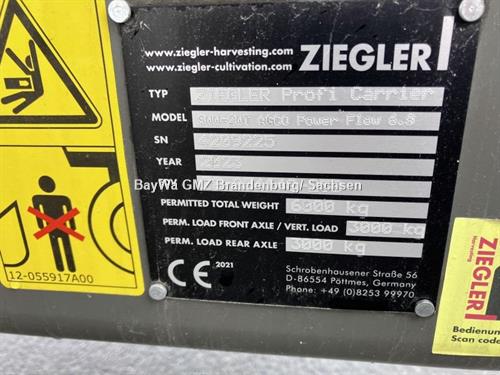 www.ziegler-harvesting.com
www.ziegler-cultivation.com
ZIEGLER
TYP ZIEGLER Profi Carrier
MODEL AGCO Power Flow 6.8
SN
YEAR 2023
BayWa GMZ Brandenburg/ Sachsen
PERMITTED TOTAL WEIGHT 6000 kg
PERM. LOAD FRONT AXLE / VERT. LOAD 3000 kg
PERM. LOAD REAR AXLE 3000 kg
CE 2021
Schrobenhausener Straße 56
D-86554 Pöttmes, Germany
Phone: +49 (0)8253 99970
12-055917A00
Harvesting
ZIEGLER
Bedienun
Scan code